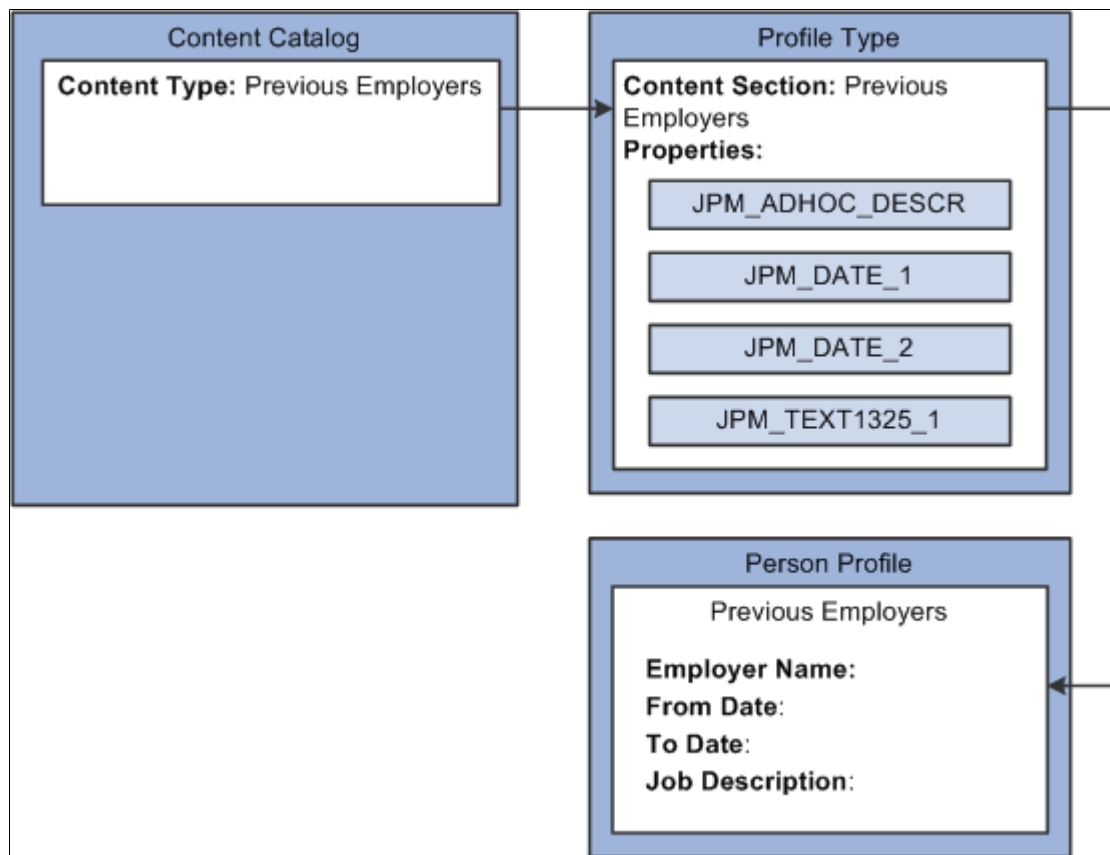 Content Catalog
Content Type: Previous Employers
Profile Type
Content Section: Previous
Employers
Properties:
JPM_ADHOC_DESCR
JPM_DATE_1
JPM_DATE_2
JPM_TEXT1325_1
Person Profile
Previous Employers
Employer Name:
From Date:
To Date:
Job Description: